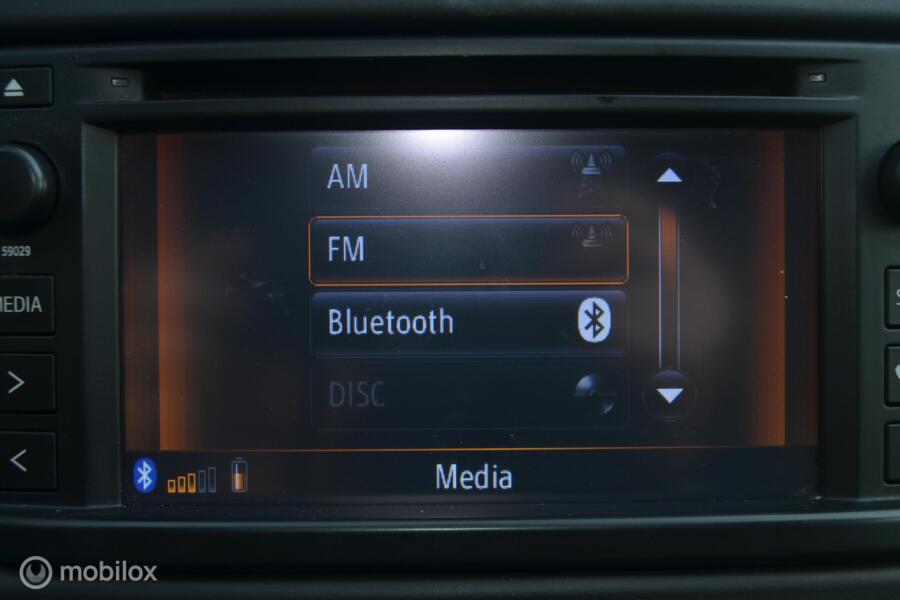 AM
FM
59029
MEDIA
Bluetooth
DISC
Media
mobilox